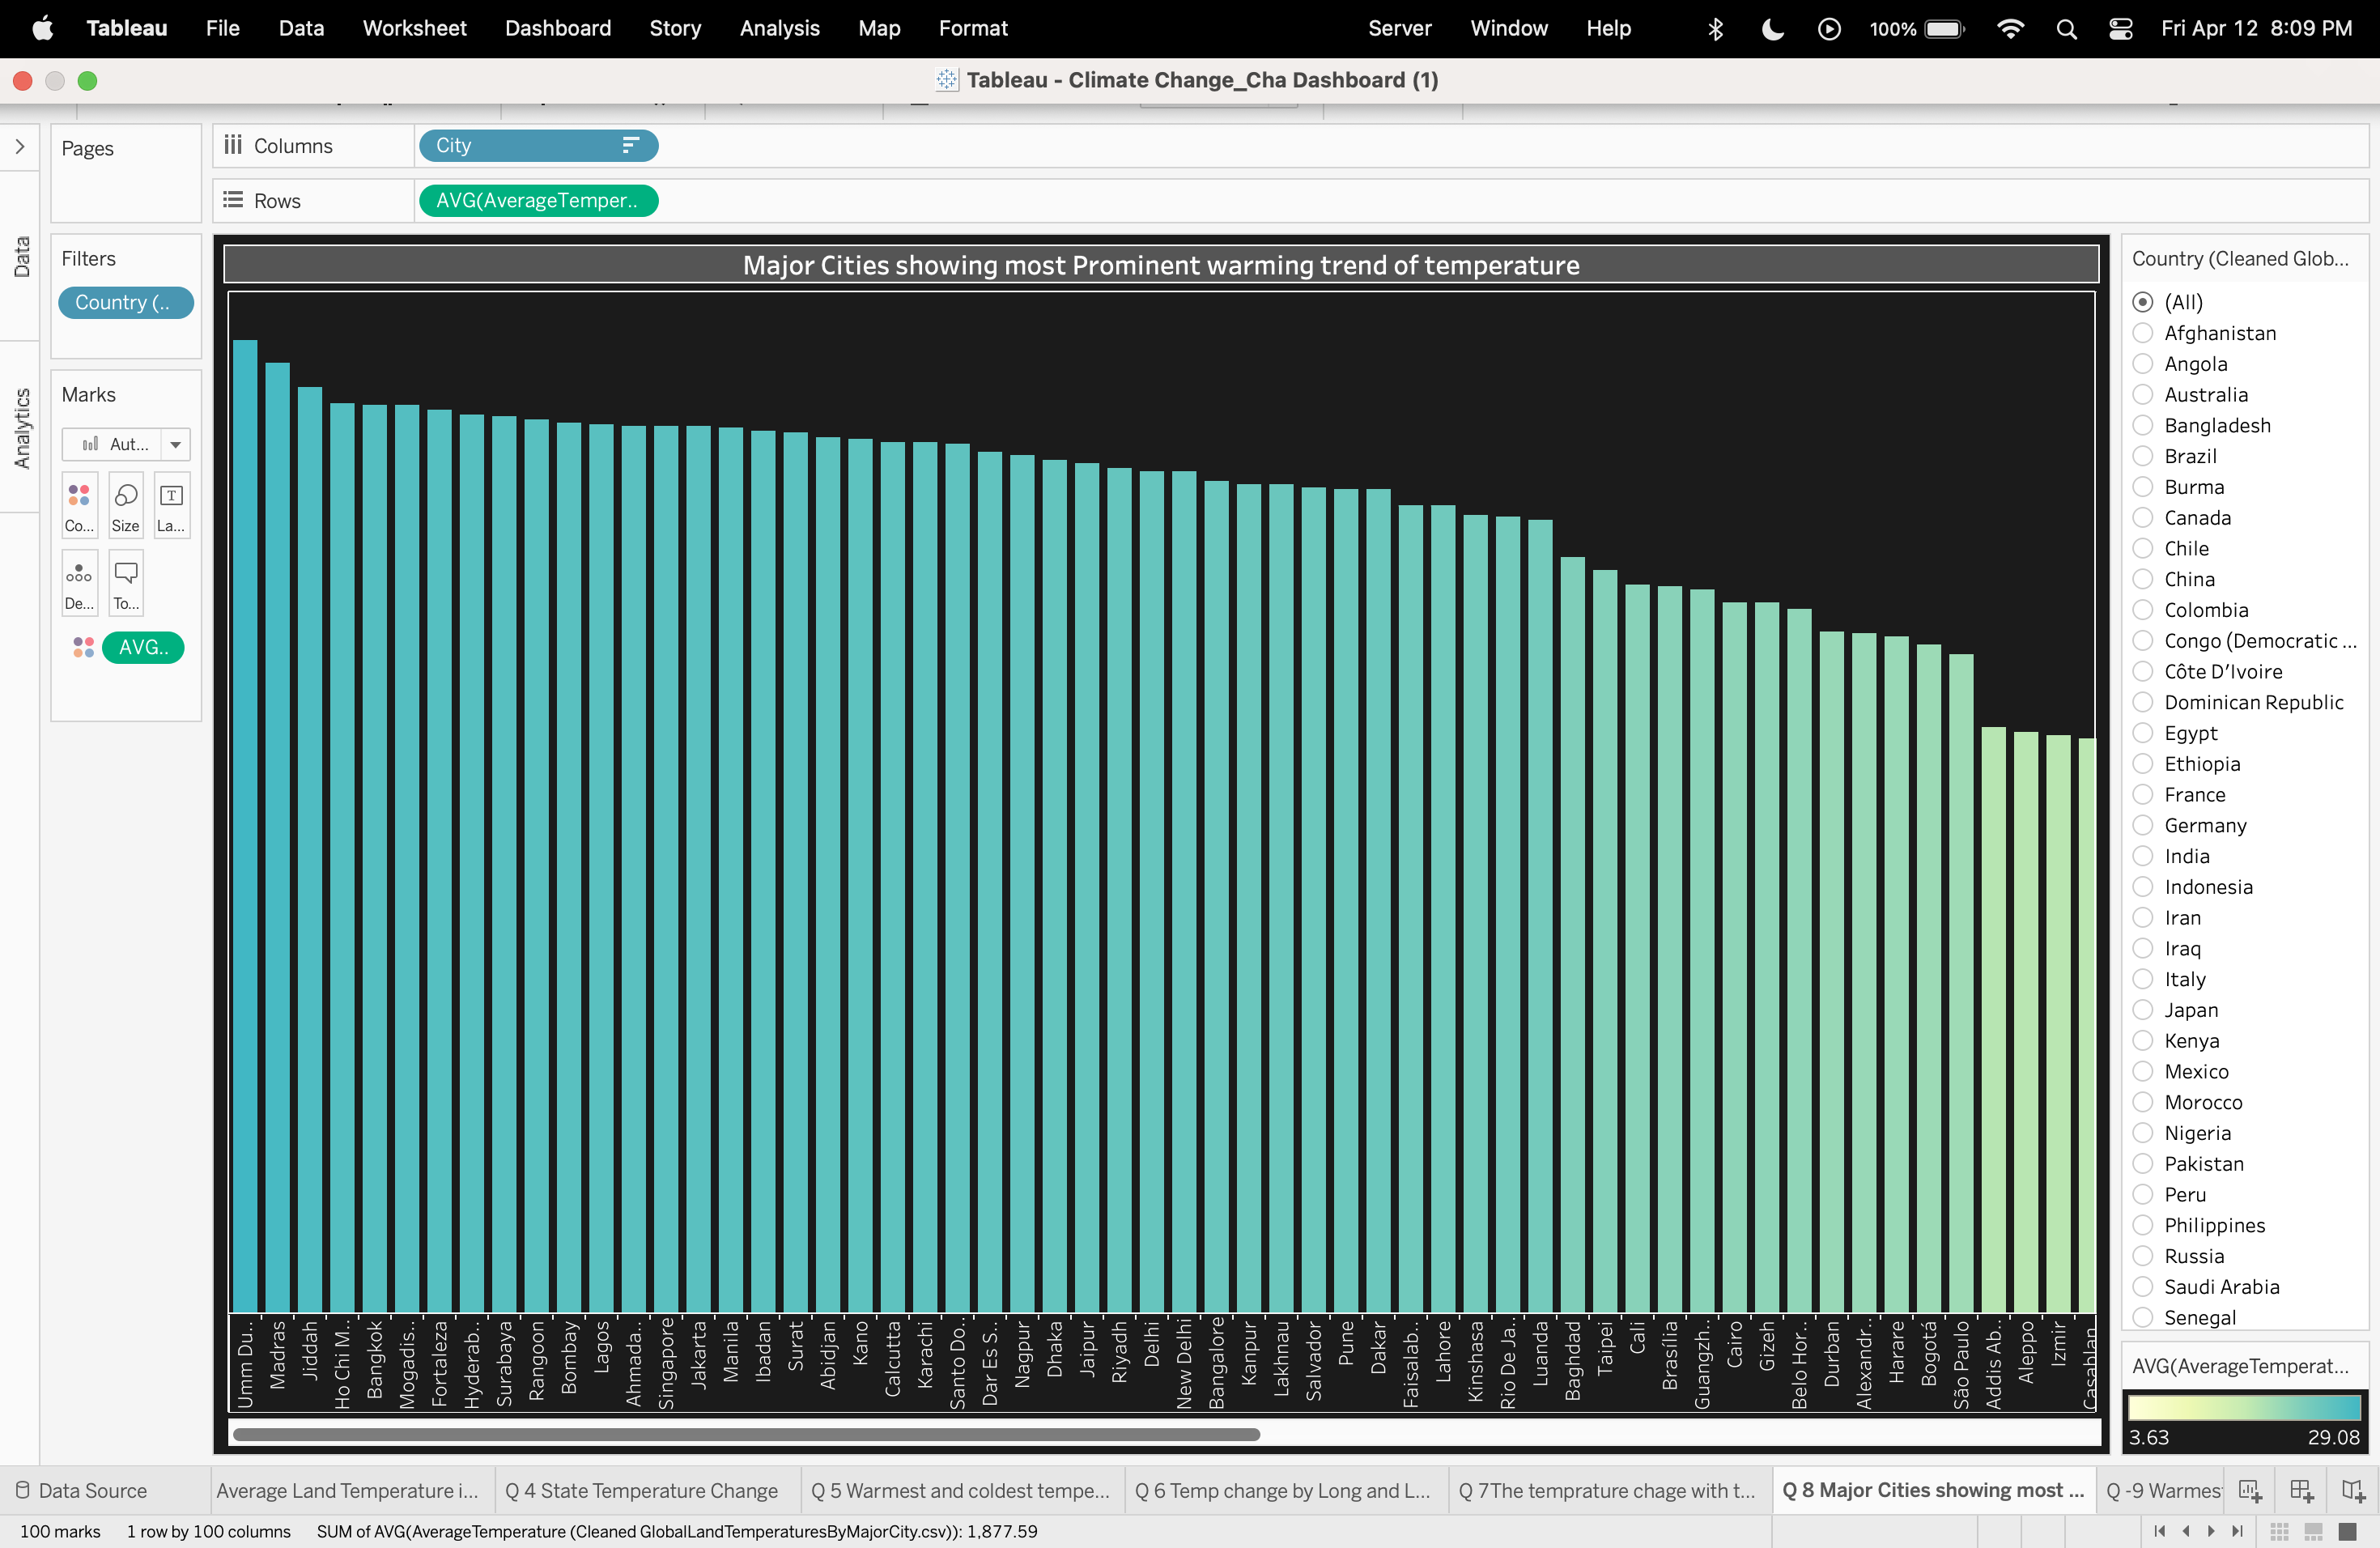 Tableau File Data Worksheet Dashboard Story Analysis Map Format Server Window Help 100% Fri Apr 12 8:09 PM
Tableau - Climate Change_Cha Dashboard (1)
Pages
Columns
City
Rows
AVG(AverageTemper..
Data
Analytics
Filters
Country (..
Marks
Aut...
Co...
Size
La...
De...
To...
AVG..
Major Cities showing most Prominent warming trend of temperature
Umm Du..
Madras
Jiddah
Ho Chi M..
Bangkok
Mogadis..
Fortaleza
Hyderab..
Surabaya
Rangoon
Bombay
Lagos
Ahmada..
Singapore
Jakarta
Manila
Ibadan
Surat
Abidjan
Kano
Calcutta
Karachi
Santo Do..
Dar Es S..
Nagpur
Dhaka
Jaipur
Riyadh
Delhi
New Delhi
Bangalore
Kanpur
Lakhnau
Salvador
Pune
Dakar
Faisalab..
Lahore
Kinshasa
Rio De Ja..
Luanda
Baghdad
Taipei
Cali
Brasília
Guangzh..
Cairo
Gizeh
Belo Hor..
Durban
Alexandr..
Harare
Bogotá
São Paulo
Addis Ab..
Aleppo
Izmir
Casablan
Country (Cleaned Glob...
(All)
Afghanistan
Angola
Australia
Bangladesh
Brazil
Burma
Canada
Chile
China
Colombia
Congo (Democratic ...
Côte D'Ivoire
Dominican Republic
Egypt
Ethiopia
France
Germany
India
Indonesia
Iran
Iraq
Italy
Japan
Kenya
Mexico
Morocco
Nigeria
Pakistan
Peru
Philippines
Russia
Saudi Arabia
Senegal
AVG(AverageTemperat...
3.63 29.08
Data Source
Average Land Temperature i...
Q 4 State Temperature Change
Q 5 Warmest and coldest tempe...
Q 6 Temp change by Long and L...
Q 7The temprature chage with t...
Q 8 Major Cities showing most ...
Q -9 Warmes
100 marks 1 row by 100 columns SUM of AVG(AverageTemperature (Cleaned GlobalLandTemperaturesByMajorCity.csv)): 1,877.59